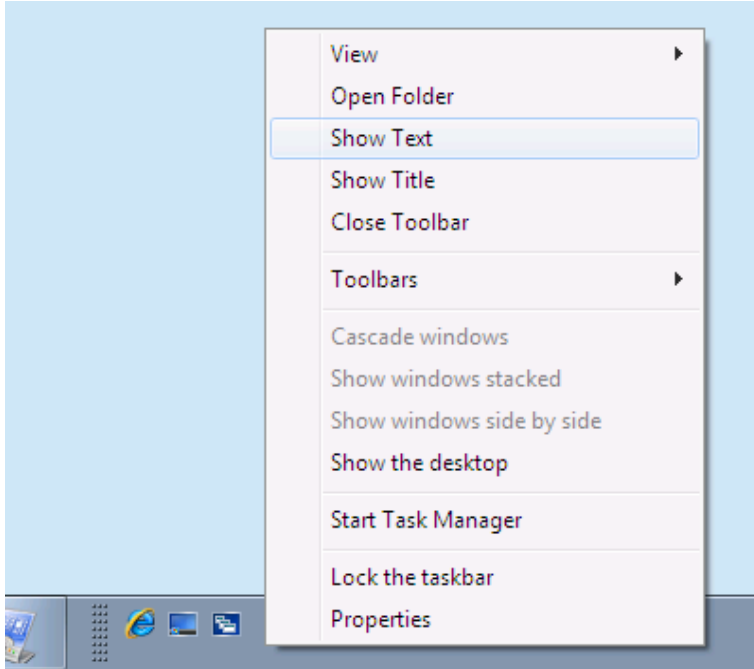 View
Open Folder
Show Text
Show Title
Close Toolbar
Toolbars
Cascade windows
Show windows stacked
Show windows side by side
Show the desktop
Start Task Manager
Lock the taskbar
Properties